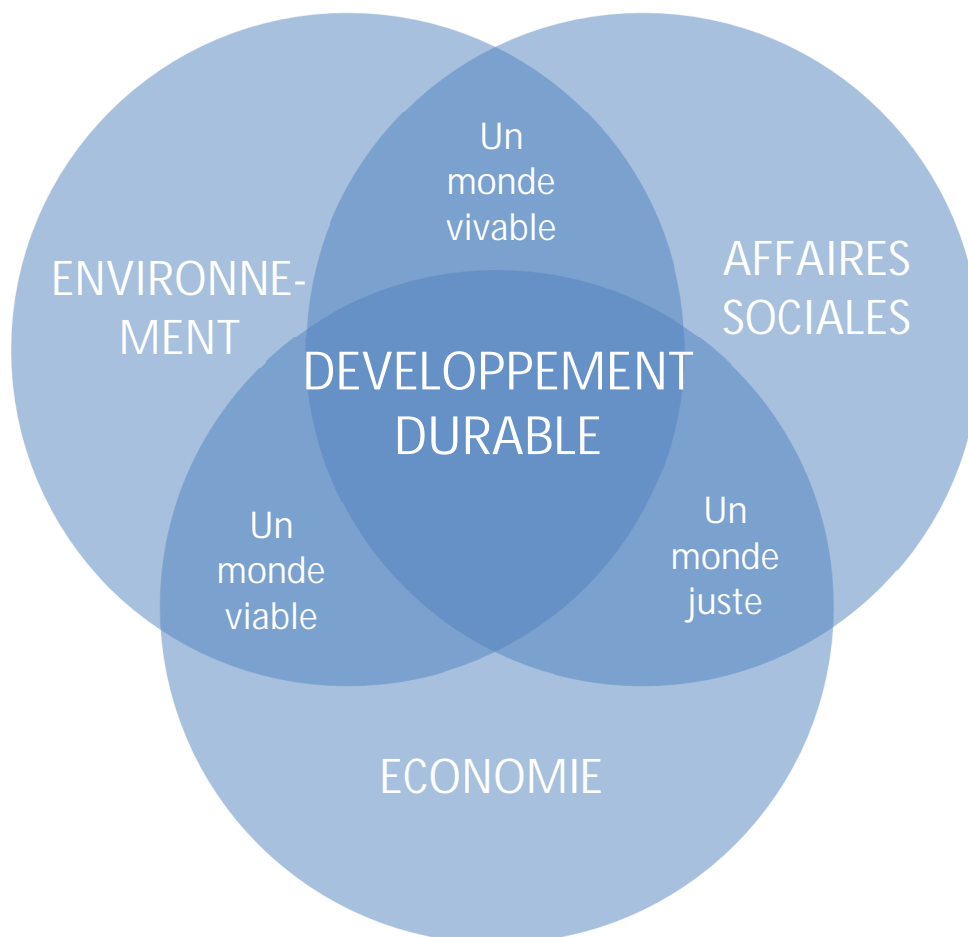 Un
monde
vivable
ENVIRONNE-
MENT
AFFAIRES
SOCIALES
DEVELOPPEMENT
DURABLE
Un
monde
viable
Un
monde
juste
ECONOMIE